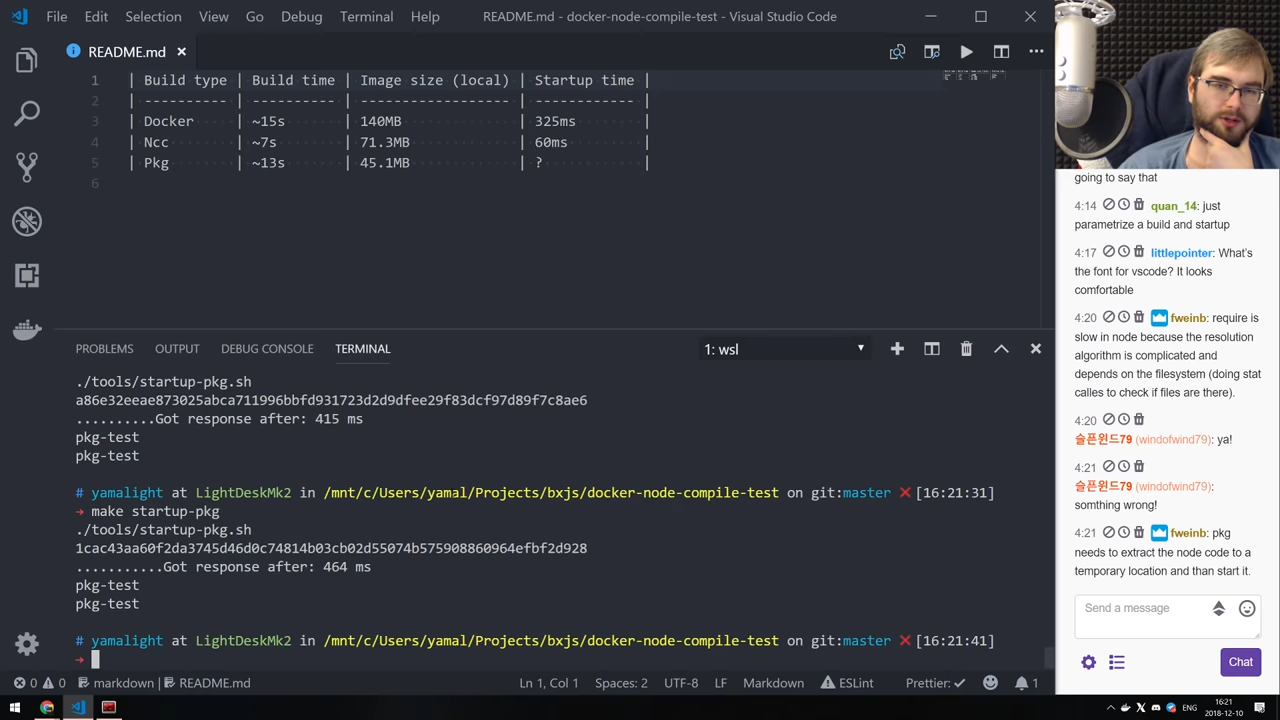 File Edit Selection View Go Debug Terminal Help README.md - docker-node-compile-test - Visual Studio Code
README.md
1 | Build type | Build time | Image size (local) | Startup time |
2 | ---------- | ---------- | ------------------ | ------------ |
3 | Docker | ~15s | 140MB | 325ms |
4 | Ncc | ~7s | 71.3MB | 60ms |
5 | Pkg | ~13s | 45.1MB | ? |
6
PROBLEMS OUTPUT DEBUG CONSOLE TERMINAL 1: wsl
./tools/startup-pkg.sh
a86e32eeae873025abca711996bbfd931723d2d9dfee29f83dcf97d89f7c8ae6
..........Got response after: 415 ms
pkg-test
pkg-test
# yamalight at LightDeskMk2 in /mnt/c/Users/yamal/Projects/bxjs/docker-node-compile-test on git:master ❌ [16:21:31]
➜ make startup-pkg
./tools/startup-pkg.sh
1cac43aa60f2da3745d46d0c74814b03cb02d55074b575908860964efbf2d928
...........Got response after: 464 ms
pkg-test
pkg-test
# yamalight at LightDeskMk2 in /mnt/c/Users/yamal/Projects/bxjs/docker-node-compile-test on git:master ❌ [16:21:41]
➜
0 0 markdown README.md Ln 1, Col 1 Spaces: 2 UTF-8 LF Markdown ESLint Prettier: ✓ 1
going to say that
4:14 quan_14: just
parametrize a build and startup
4:17 littlepointer: What's
the font for vscode? It looks
comfortable
4:20 fweinb: require is
slow in node because the resolution
algorithm is complicated and
depends on the filesystem (doing stat
calles to check if files are there).
4:20
슬픈윈드79 (windofwind79): ya!
4:21
슬픈윈드79 (windofwind79):
somthing wrong!
4:21 fweinb: pkg
needs to extract the node code to a
temporary location and than start it.
Send a message
Chat
ENG 16:21
2018-12-10